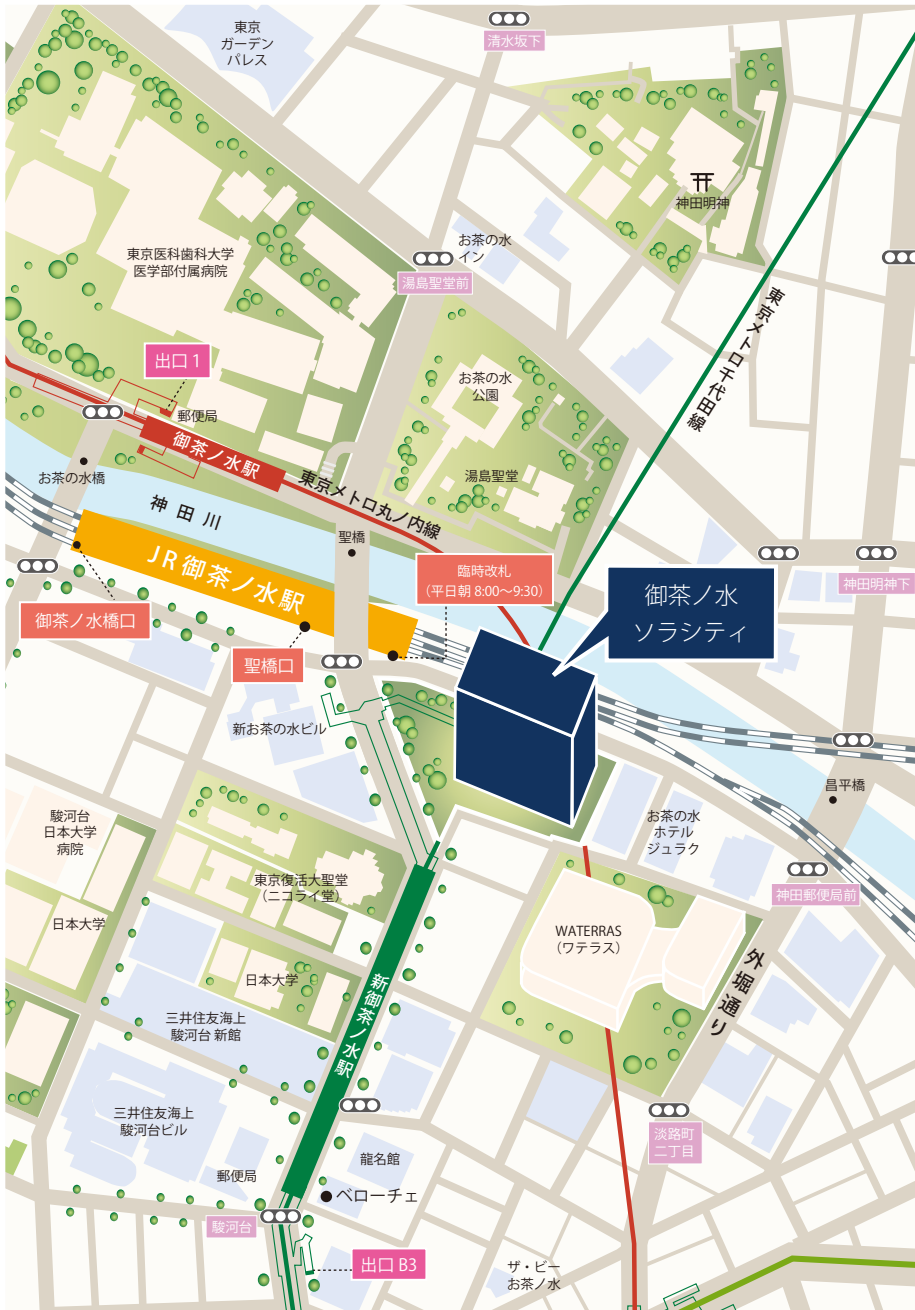 東京
ガーデン
パレス
清水坂下
神田明神
東京医科歯科大学
医学部付属病院
お茶の水
イン
湯島聖堂前
東京メトロ千代田線
出口 1
お茶の水
公園
郵便局
御茶ノ水駅
お茶の水橋
東京メトロ丸ノ内線
湯島聖堂
神田川
聖橋
JR御茶ノ水駅
臨時改札
(平日朝 8:00〜9:30)
神田明神下
御茶ノ水
ソラシティ
御茶ノ水橋口
聖橋口
新お茶の水ビル
昌平橋
駿河台
日本大学
病院
お茶の水
ホテル
ジュラク
東京復活大聖堂
(ニコライ堂)
神田郵便局前
日本大学
WATERRAS
(ワテラス)
外堀通り
日本大学
新御茶ノ水駅
三井住友海上
駿河台 新館
三井住友海上
駿河台ビル
淡路町
二丁目
郵便局
龍名館
ベローチェ
駿河台
出口 B3
ザ・ビー
お茶ノ水